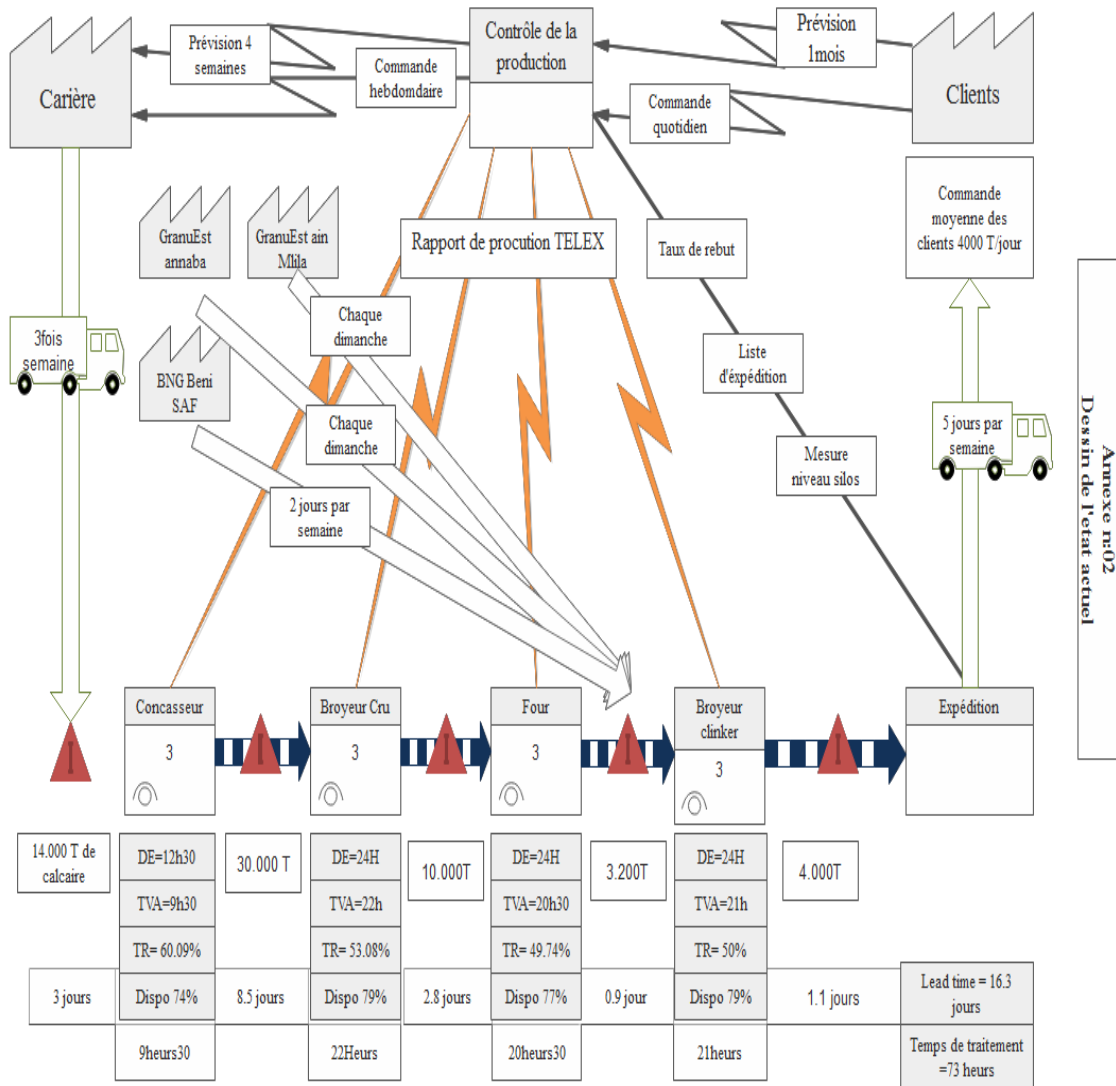 Carière
Prévision 4
semaines
Commande
hebdomdaire
Contrôle de la
production
Prévision
1mois
Commande
quotidien
Clients
Commande
moyenne des
clients 4000 T/jour
GranuEst
annaba
GranuEst ain
Mlila
Rapport de procution TELEX
Taux de rebut
3fois
semaine
Chaque
dimanche
BNG Beni
SAF
Liste
d'éxpédition
Chaque
dimanche
5 jours par
semaine
Mesure
niveau silos
2 jours par
semaine
Annexe n:02
Dessin de l'etat actuel
Concasseur
3
Broyeur Cru
3
Four
3
Broyeur
clinker
3
Expédition
I
I
I
I
I
14.000 T de
calcaire
DE=12h30
TVA=9h30
TR= 60.09%
Dispo 74%
30.000 T
DE=24H
TVA=22h
TR= 53.08%
Dispo 79%
10.000T
DE=24H
TVA=20h30
TR= 49.74%
Dispo 77%
3.200T
DE=24H
TVA=21h
TR= 50%
Dispo 79%
4.000T
3 jours
8.5 jours
2.8 jours
0.9 jour
1.1 jours
Lead time = 16.3
jours
9heurs30
22Heurs
20heurs30
21heurs
Temps de traitement
=73 heurs